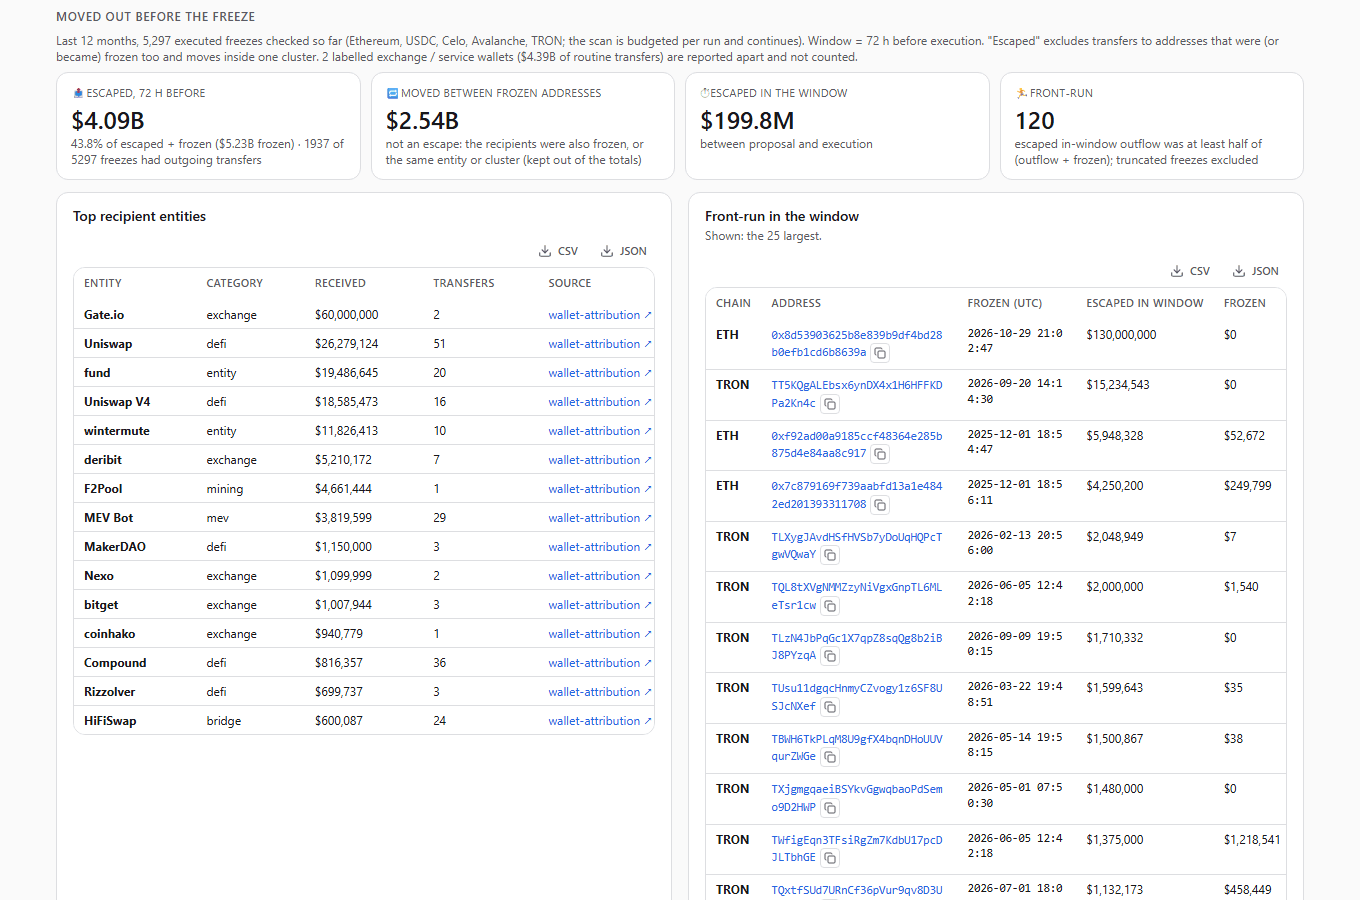 MOVED OUT BEFORE THE FREEZE
Last 12 months, 5,297 executed freezes checked so far (Ethereum, USDC, Celo, Avalanche, TRON; the scan is budgeted per run and continues). Window = 72 h before execution. "Escaped" excludes transfers to addresses that were (or
became) frozen too and moves inside one cluster. 2 labelled exchange / service wallets ($4.39B of routine transfers) are reported apart and not counted.
ESCAPED, 72 H BEFORE
$4.09B
43.8% of escaped + frozen ($5.23B frozen) · 1937 of
5297 freezes had outgoing transfers
MOVED BETWEEN FROZEN ADDRESSES
$2.54B
not an escape: the recipients were also frozen, or
the same entity or cluster (kept out of the totals)
ESCAPED IN THE WINDOW
$199.8M
between proposal and execution
FRONT-RUN
120
escaped in-window outflow was at least half of
(outflow + frozen); truncated freezes excluded
Top recipient entities
CSV JSON
ENTITY CATEGORY RECEIVED TRANSFERS SOURCE
Gate.io exchange $60,000,000 2 wallet-attribution ↗
Uniswap defi $26,279,124 51 wallet-attribution ↗
fund entity $19,486,645 20 wallet-attribution ↗
Uniswap V4 defi $18,585,473 16 wallet-attribution ↗
wintermute entity $11,826,413 10 wallet-attribution ↗
deribit exchange $5,210,172 7 wallet-attribution ↗
F2Pool mining $4,661,444 1 wallet-attribution ↗
MEV Bot mev $3,819,599 29 wallet-attribution ↗
MakerDAO defi $1,150,000 3 wallet-attribution ↗
Nexo exchange $1,099,999 2 wallet-attribution ↗
bitget exchange $1,007,944 3 wallet-attribution ↗
coinhako exchange $940,779 1 wallet-attribution ↗
Compound defi $816,357 36 wallet-attribution ↗
Rizzolver defi $699,737 3 wallet-attribution ↗
HiFiSwap bridge $600,087 24 wallet-attribution ↗
Front-run in the window
Shown: the 25 largest.
CSV JSON
CHAIN ADDRESS FROZEN (UTC) ESCAPED IN WINDOW FROZEN
ETH 0x8d53903625b8e839b9df4bd28 2026-10-29 21:0 $130,000,000 $0
b0efb1cd6b8639a 2:47
TRON TT5KQgALEbsx6ynDX4x1H6HFFKD 2026-09-20 14:1 $15,234,543 $0
Pa2Kn4c 4:30
ETH 0xf92ad00a9185ccf48364e285b 2025-12-01 18:5 $5,948,328 $52,672
875d4e84aa8c917 4:47
ETH 0x7c879169f739aabfd13a1e484 2025-12-01 18:5 $4,250,200 $249,799
2ed201393311708 6:11
TRON TLXygJAvdHSfHVSb7yDoUqHQPcT 2026-02-13 20:5 $2,048,949 $7
gwVQwaY 6:00
TRON TQL8tXVgNMMZzyNiVgxGnpTL6ML 2026-06-05 12:4 $2,000,000 $1,540
eTsr1cw 2:18
TRON TLzN4JbPqGc1X7qpZ8sqQg8b2iB 2026-09-09 19:5 $1,710,332 $0
J8PYzqA 0:15
TRON TUsu11dgqcHnmyCZvogy1z6SF8U 2026-03-22 19:4 $1,599,643 $35
SJcNXef 8:51
TRON TBWH6TkPLqM8U9gfX4bqnDHoUUV 2026-05-14 19:5 $1,500,867 $38
qurZWGe 8:15
TRON TXjgmgqaeiBSYkvGgwqbaoPdSem 2026-05-01 07:5 $1,480,000 $0
o9D2HWP 0:30
TRON TWfigEqn3TFsiRgZm7KdbU17pcD 2026-06-05 12:4 $1,375,000 $1,218,541
JLTbhGE 2:18
TRON TQxtfSUd7URnCf36pVur9qv8D3U 2026-07-01 18:0 $1,132,173 $458,449